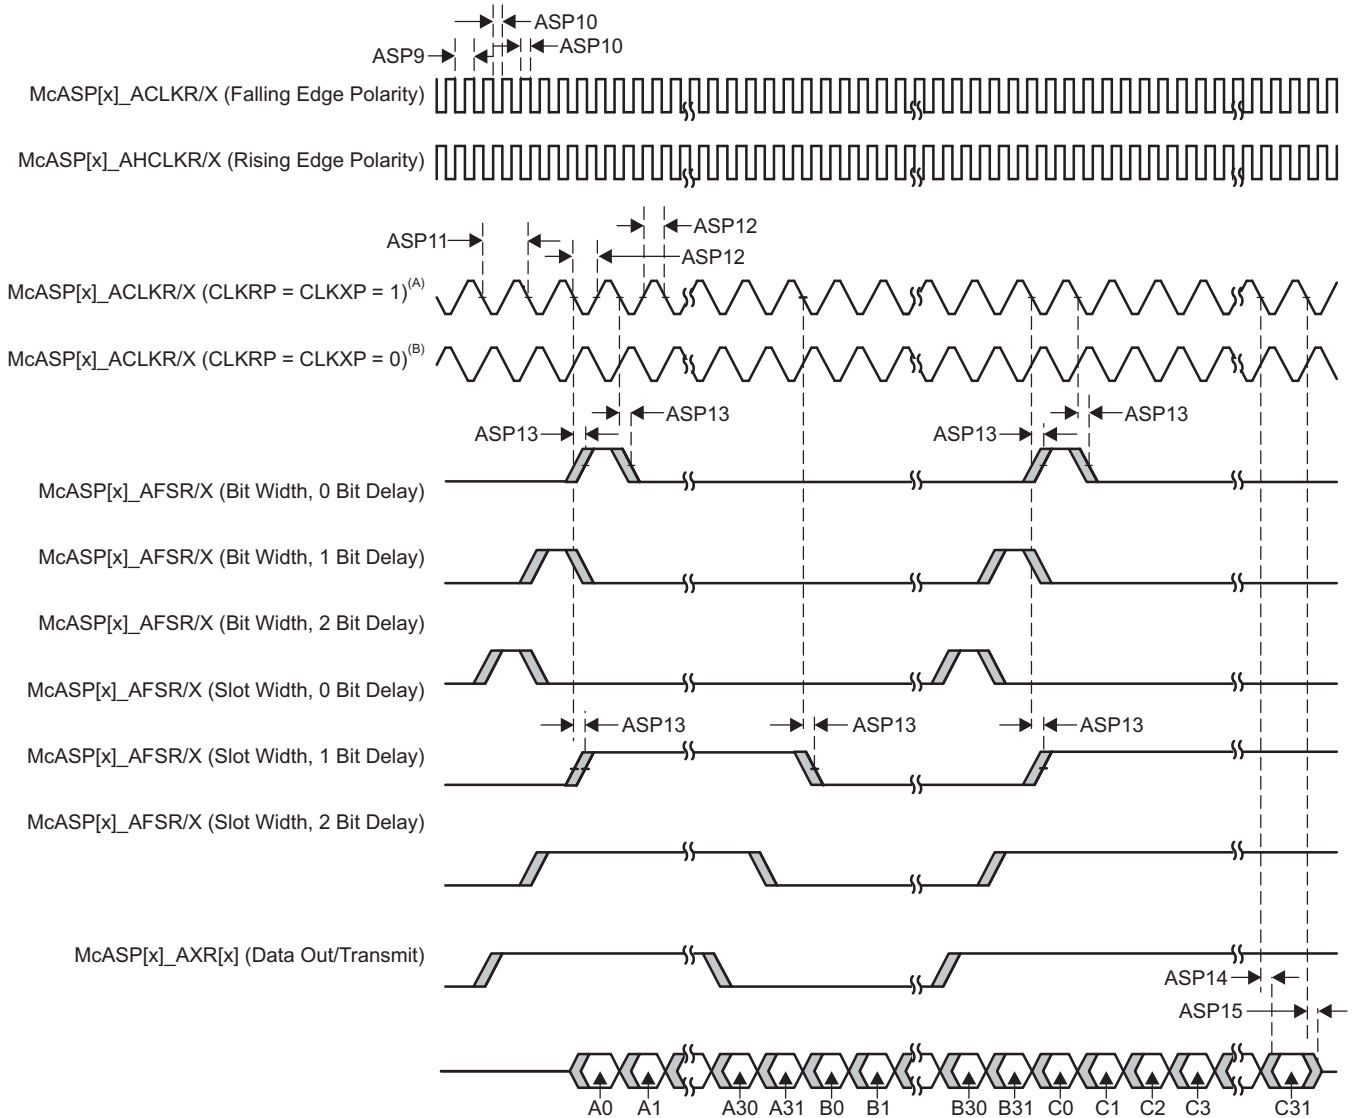 ASP10
ASP10
ASP9
McASP[x]_ACLKR/X (Falling Edge Polarity)
McASP[x]_AHCLKR/X (Rising Edge Polarity)
ASP12
ASP11
ASP12
McASP[x]_ACLKR/X (CLKRP = CLKXP = 1)(A)
McASP[x]_ACLKR/X (CLKRP = CLKXP = 0)(B)
ASP13 ASP13
ASP13 ASP13
McASP[x]_AFSR/X (Bit Width, 0 Bit Delay)
McASP[x]_AFSR/X (Bit Width, 1 Bit Delay)
McASP[x]_AFSR/X (Bit Width, 2 Bit Delay)
McASP[x]_AFSR/X (Slot Width, 0 Bit Delay)
ASP13 ASP13 ASP13
McASP[x]_AFSR/X (Slot Width, 1 Bit Delay)
McASP[x]_AFSR/X (Slot Width, 2 Bit Delay)
McASP[x]_AXR[x] (Data Out/Transmit)
ASP14
ASP15
A0 A1 A30 A31 B0 B1 B30 B31 C0 C1 C2 C3 C31